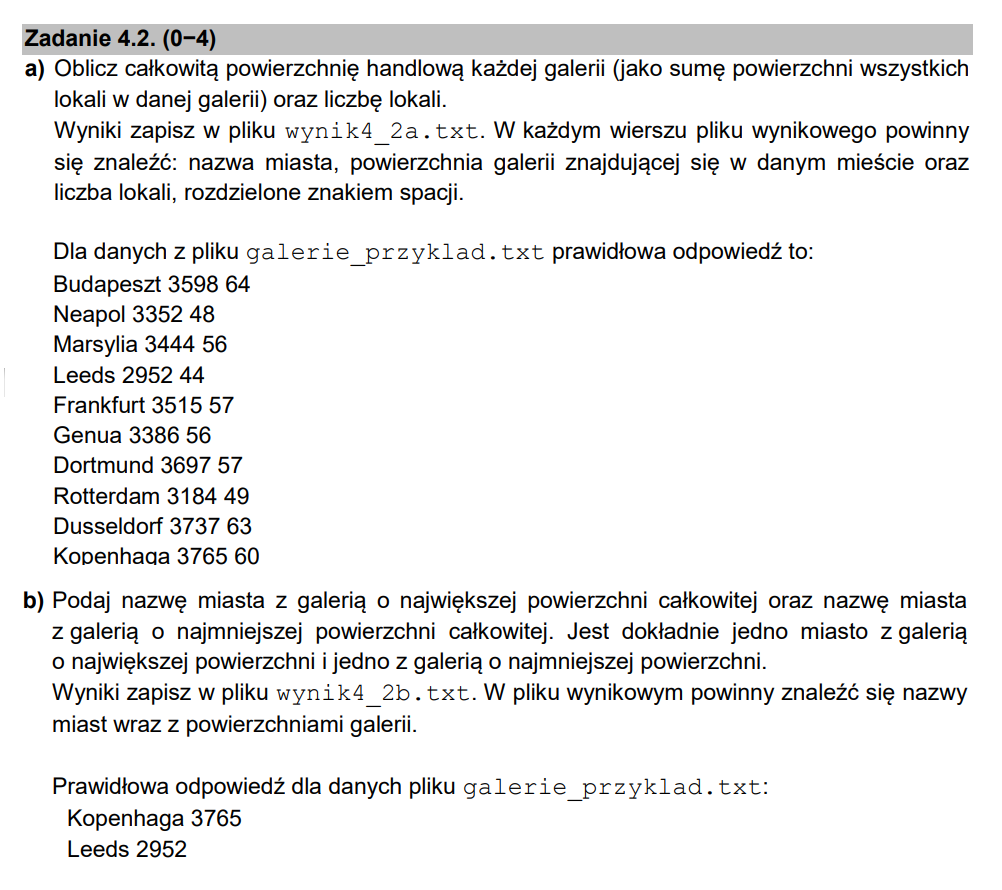 Zadanie 4.2. (0−4)
a) Oblicz całkowitą powierzchnię handlową każdej galerii (jako sumę powierzchni wszystkich
lokali w danej galerii) oraz liczbę lokali.
Wyniki zapisz w pliku wynik4_2a.txt. W każdym wierszu pliku wynikowego powinny
się znaleźć: nazwa miasta, powierzchnia galerii znajdującej się w danym mieście oraz
liczba lokali, rozdzielone znakiem spacji.
Dla danych z pliku galerie_przyklad.txt prawidłowa odpowiedź to:
Budapeszt 3598 64
Neapol 3352 48
Marsylia 3444 56
Leeds 2952 44
Frankfurt 3515 57
Genua 3386 56
Dortmund 3697 57
Rotterdam 3184 49
Dusseldorf 3737 63
Kopenhaga 3765 60
b) Podaj nazwę miasta z galerią o największej powierzchni całkowitej oraz nazwę miasta
z galerią o najmniejszej powierzchni całkowitej. Jest dokładnie jedno miasto z galerią
o największej powierzchni i jedno z galerią o najmniejszej powierzchni.
Wyniki zapisz w pliku wynik4_2b.txt. W pliku wynikowym powinny znaleźć się nazwy
miast wraz z powierzchniami galerii.
Prawidłowa odpowiedź dla danych pliku galerie_przyklad.txt:
Kopenhaga 3765
Leeds 2952